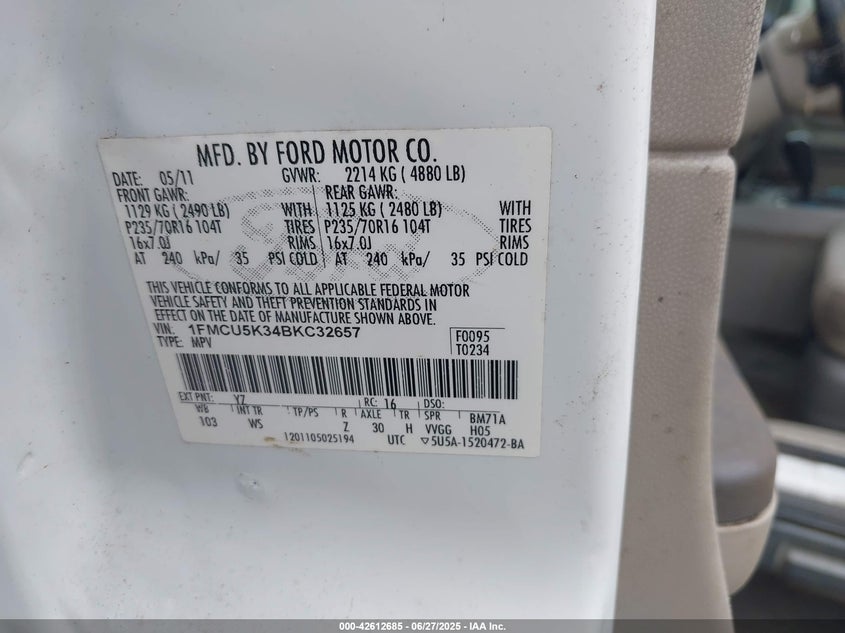 MFD. BY FORD MOTOR CO.
DATE: 05/11 GVWR: 2214 KG ( 4880 LB)
FRONT GAWR: REAR GAWR:
1129 KG ( 2490 LB) WITH 1125 KG ( 2480 LB) WITH
P235/70R16 104T TIRES P235/70R16 104T TIRES
16x7.0J RIMS 16x7.0J RIMS
AT 240 kPa/ 35 PSI COLD AT 240 kPa/ 35 PSI COLD
THIS VEHICLE CONFORMS TO ALL APPLICABLE FEDERAL MOTOR
VEHICLE SAFETY AND THEFT PREVENTION STANDARDS IN
EFFECT ON THE DATE OF MANUFACTURE SHOWN ABOVE.
VIN: 1FMCU5K34BKC32657 F0095
TYPE: MPV T0234
EXT PNT: YZ RC: 16 DSO:
WB INT TR TP/PS R AXLE TR SPR BM71A
103 WS Z 30 H VVGG H05
1201105025194 UTC ▽5U5A-1520472-BA
Ford
000-42612685 - 06/27/2025 - IAA Inc.